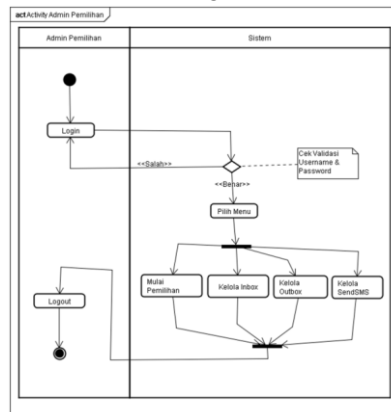 act Activity Admin Pemilihan
Admin Pemilihan
Sistem
Login
<<Salah>>
Cek Validasi
Username &
Password
<<Benar>>
Pilih Menu
Mulai
Pemilihan
Kelola Inbox
Kelola
Outbox
Kelola
SendSMS
Logout